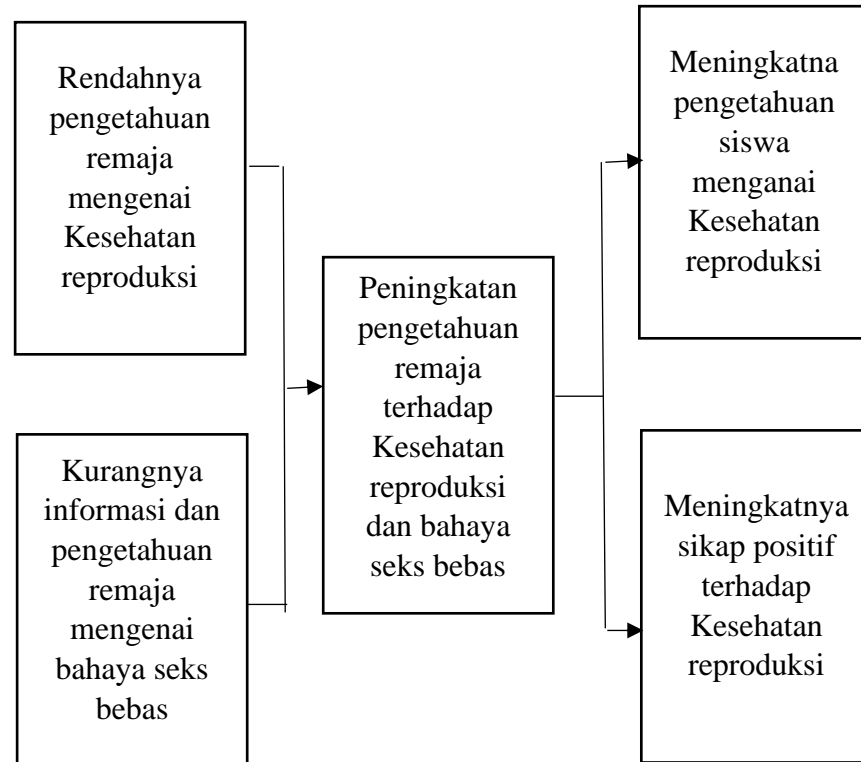 Rendahnya
pengetahuan
remaja
mengenai
Kesehatan
reproduksi
Kurangnya
informasi dan
pengetahuan
remaja
mengenai
bahaya seks
bebas
Peningkatan
pengetahuan
remaja
terhadap
Kesehatan
reproduksi
dan bahaya
seks bebas
Meningkatna
pengetahuan
siswa
menganai
Kesehatan
reproduksi
Meningkatnya
sikap positif
terhadap
Kesehatan
reproduksi